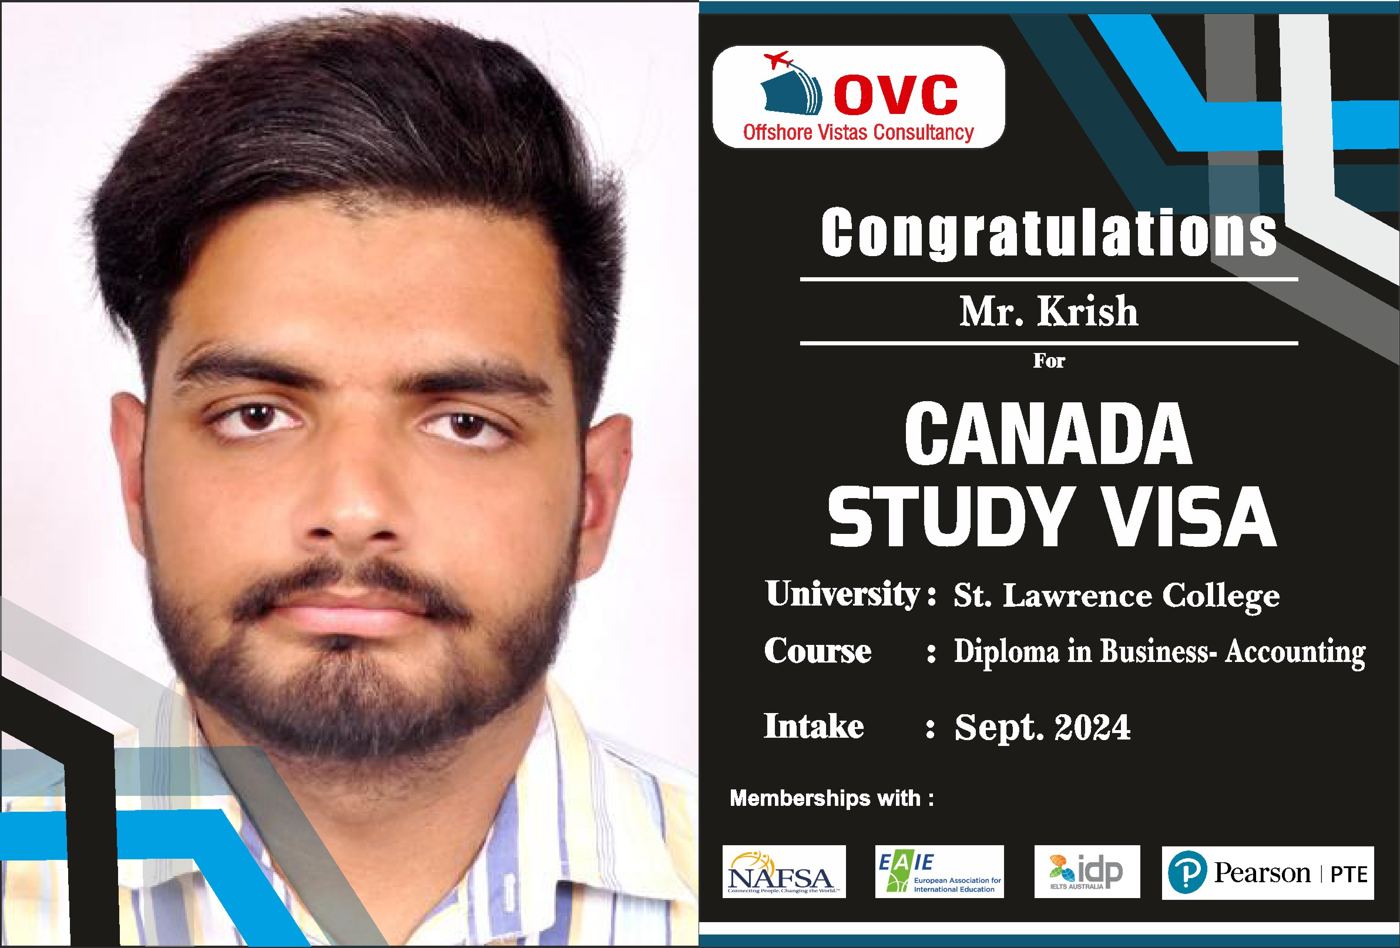 OVC
Offshore Vistas Consultancy
Congratulations
Mr. Krish
For
CANADA
STUDY VISA
University : St. Lawrence College
Course : Diploma in Business- Accounting
Intake : Sept. 2024
Memberships with :
NAFSA
Connecting People. Changing the World.™
EAIE
European Association for
International Education
idp
IELTS AUSTRALIA
Pearson | PTE